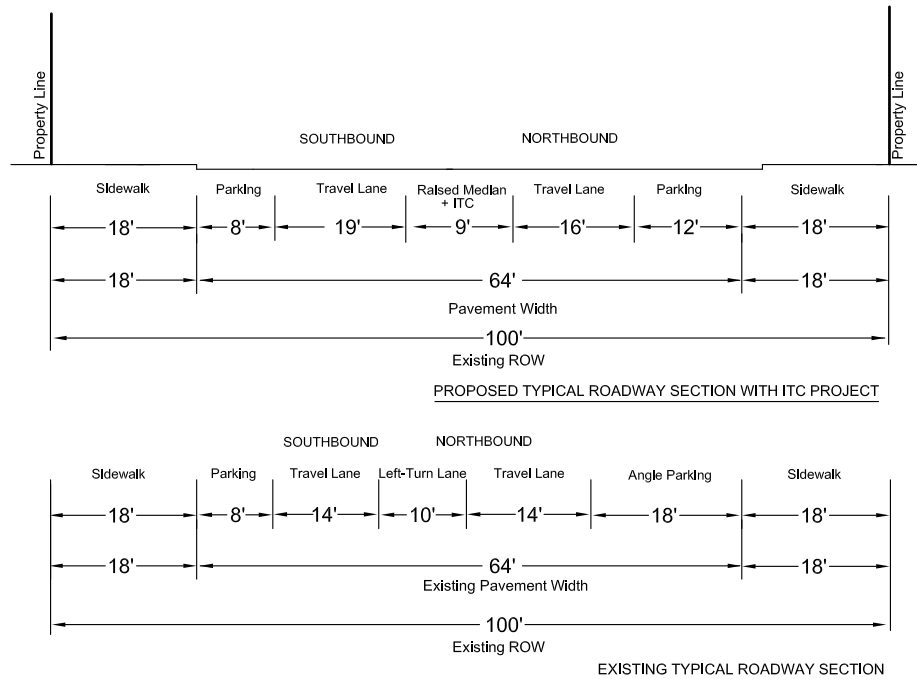 Property Line
Property Line
SOUTHBOUND NORTHBOUND
Sidewalk Parking Travel Lane Raised Median Travel Lane Parking Sidewalk
+ ITC
18' 8' 19' 9' 16' 12' 18'
18' 64' 18'
Pavement Width
100'
Existing ROW
PROPOSED TYPICAL ROADWAY SECTION WITH ITC PROJECT
SOUTHBOUND NORTHBOUND
Sidewalk Parking Travel Lane Left-Turn Lane Travel Lane Angle Parking Sidewalk
18' 8' 14' 10' 14' 18' 18'
18' 64' 18'
Existing Pavement Width
100'
Existing ROW
EXISTING TYPICAL ROADWAY SECTION